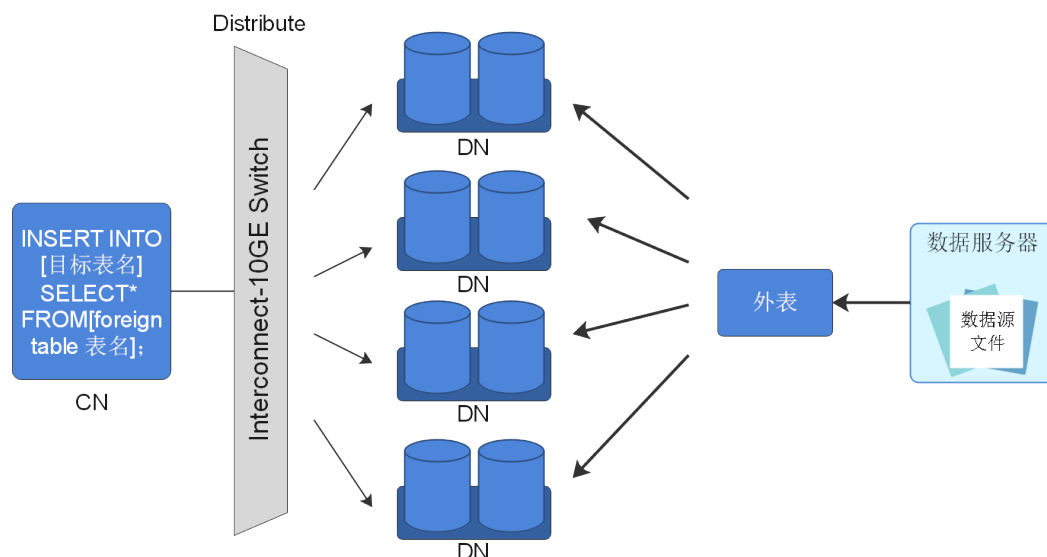 Distribute
INSERT INTO
[目标表名]
SELECT*
FROM[foreign
table 表名]；
CN
Interconnect-10GE Switch
DN
DN
DN
DN
外表
数据服务器
数据源
文件